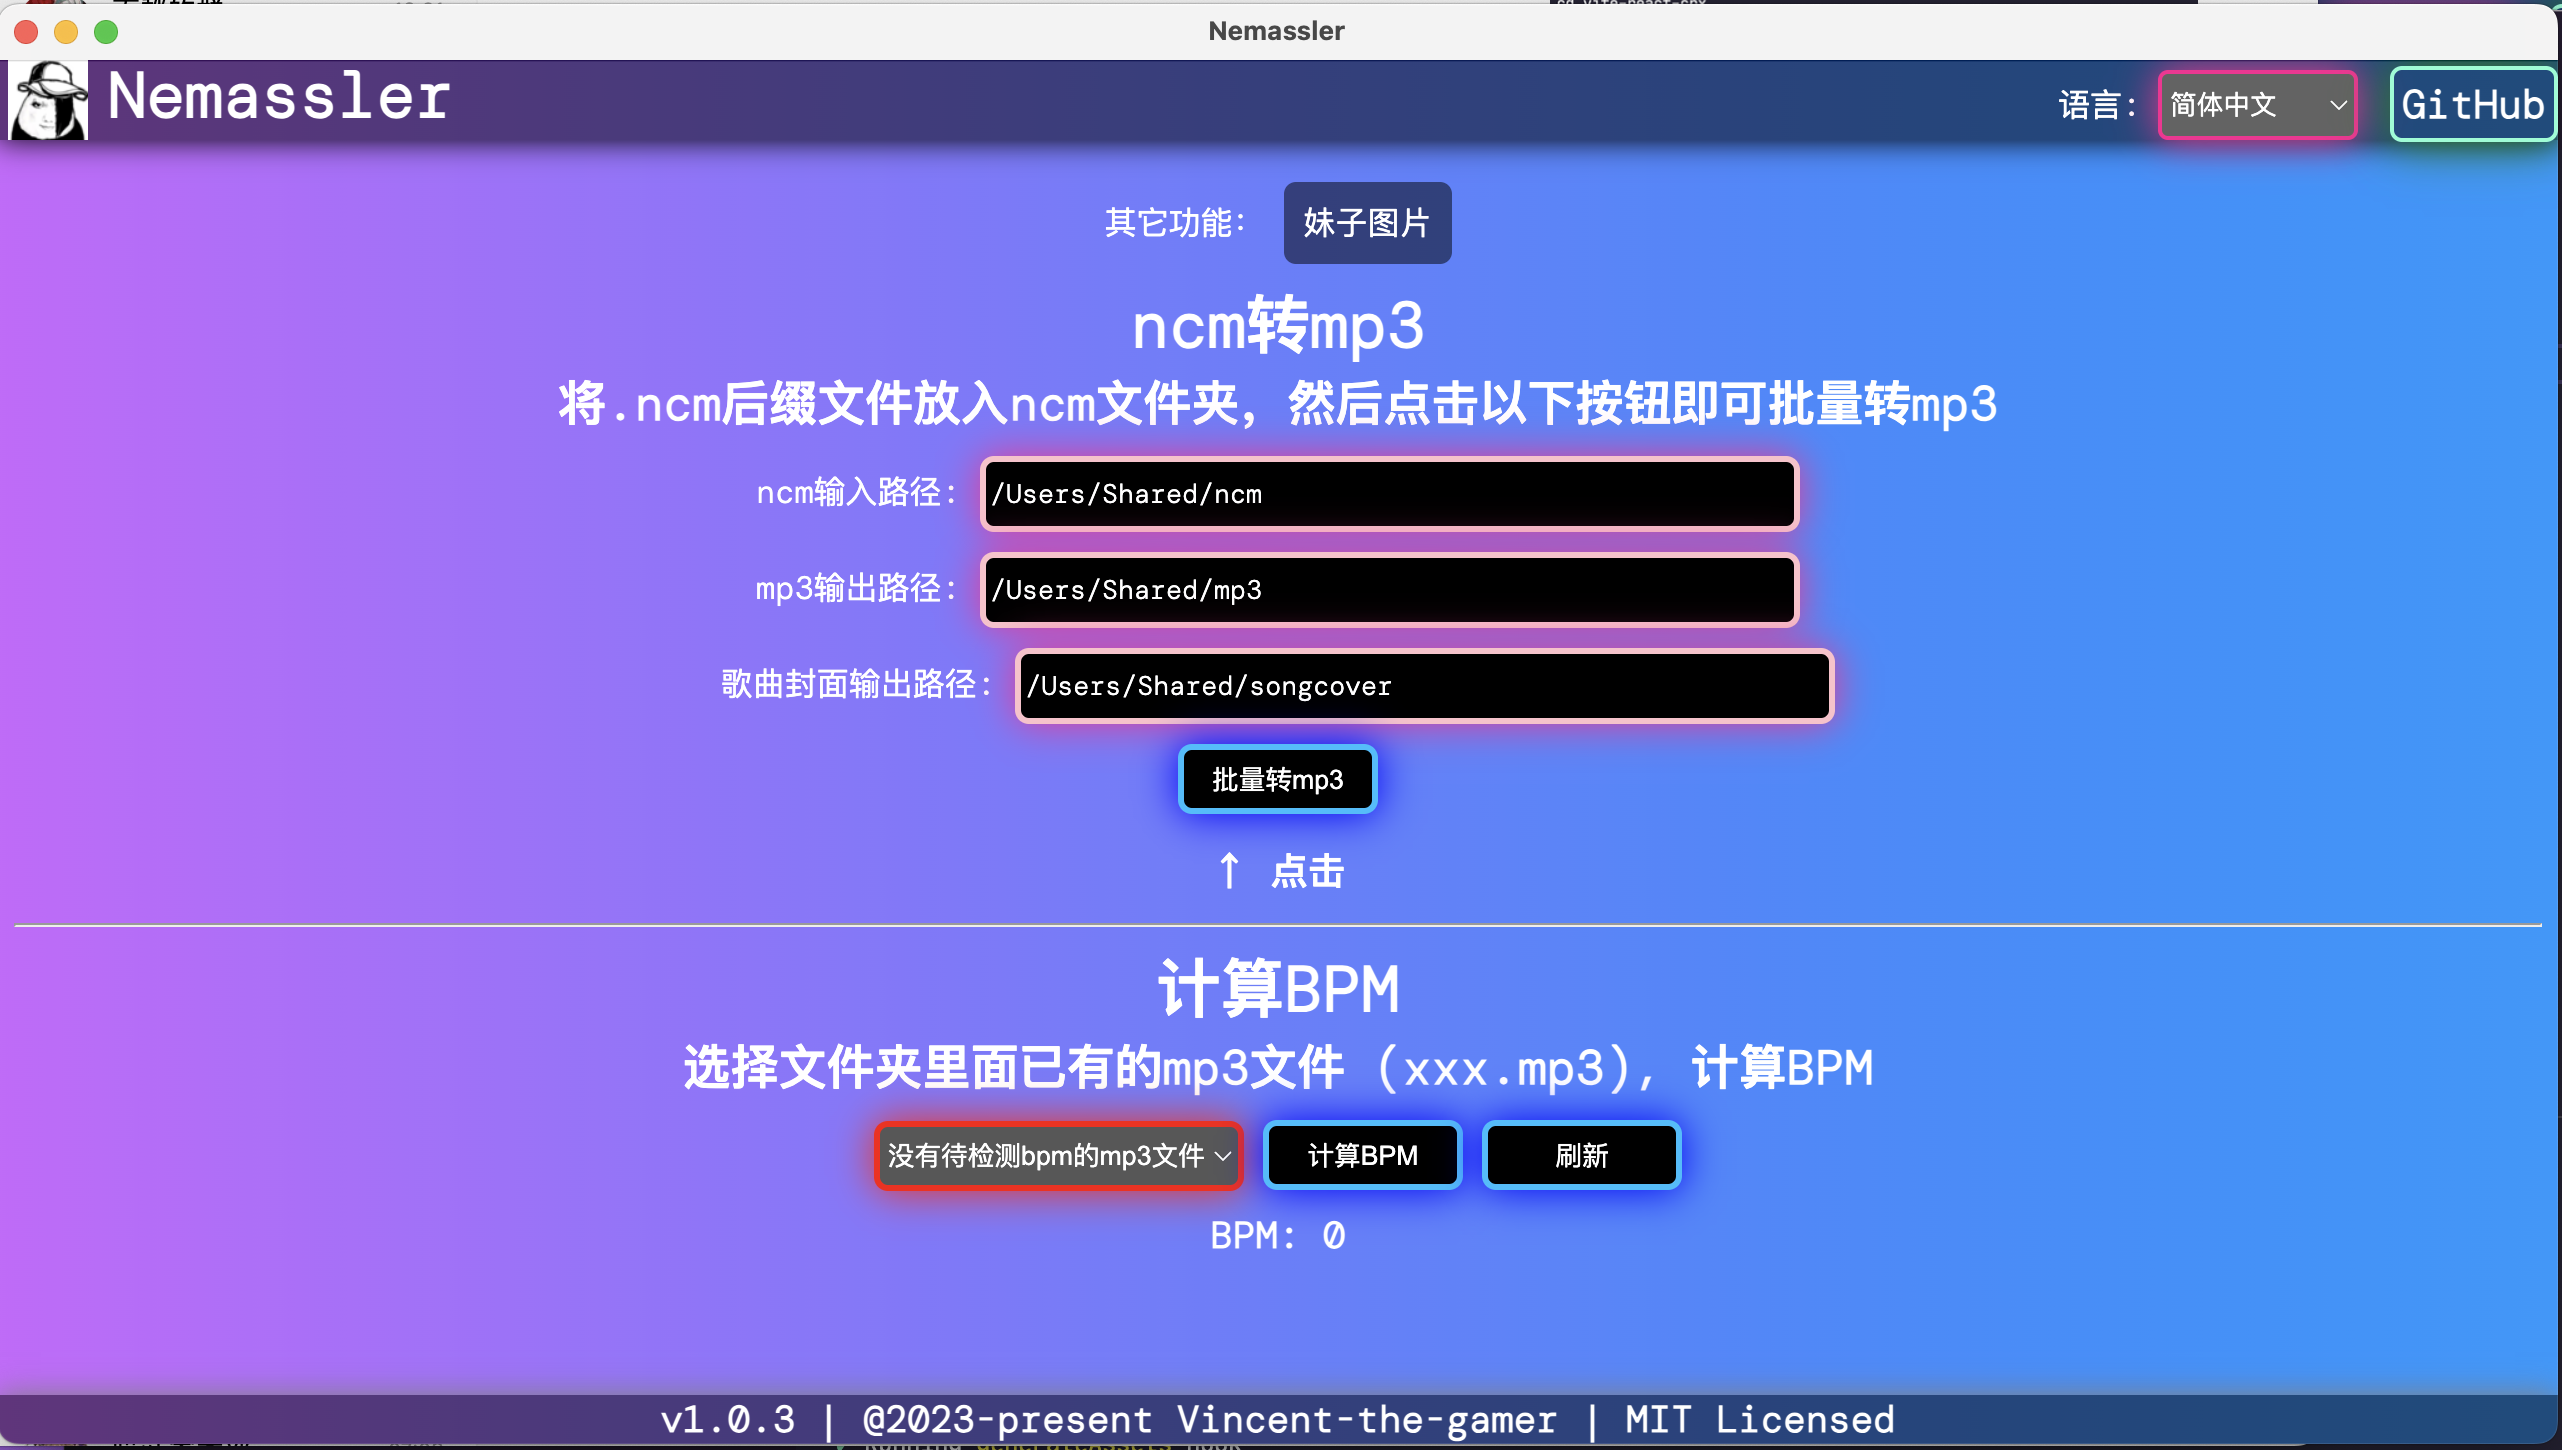 Nemassler
Nemassler
语言： 简体中文 GitHub
其它功能： 妹子图片
ncm转mp3
将.ncm后缀文件放入ncm文件夹，然后点击以下按钮即可批量转mp3
ncm输入路径： /Users/Shared/ncm
mp3输出路径： /Users/Shared/mp3
歌曲封面输出路径： /Users/Shared/songcover
批量转mp3
↑ 点击
计算BPM
选择文件夹里面已有的mp3文件（xxx.mp3），计算BPM
没有待检测bpm的mp3文件 计算BPM 刷新
BPM: 0
v1.0.3 | @2023-present Vincent-the-gamer | MIT Licensed